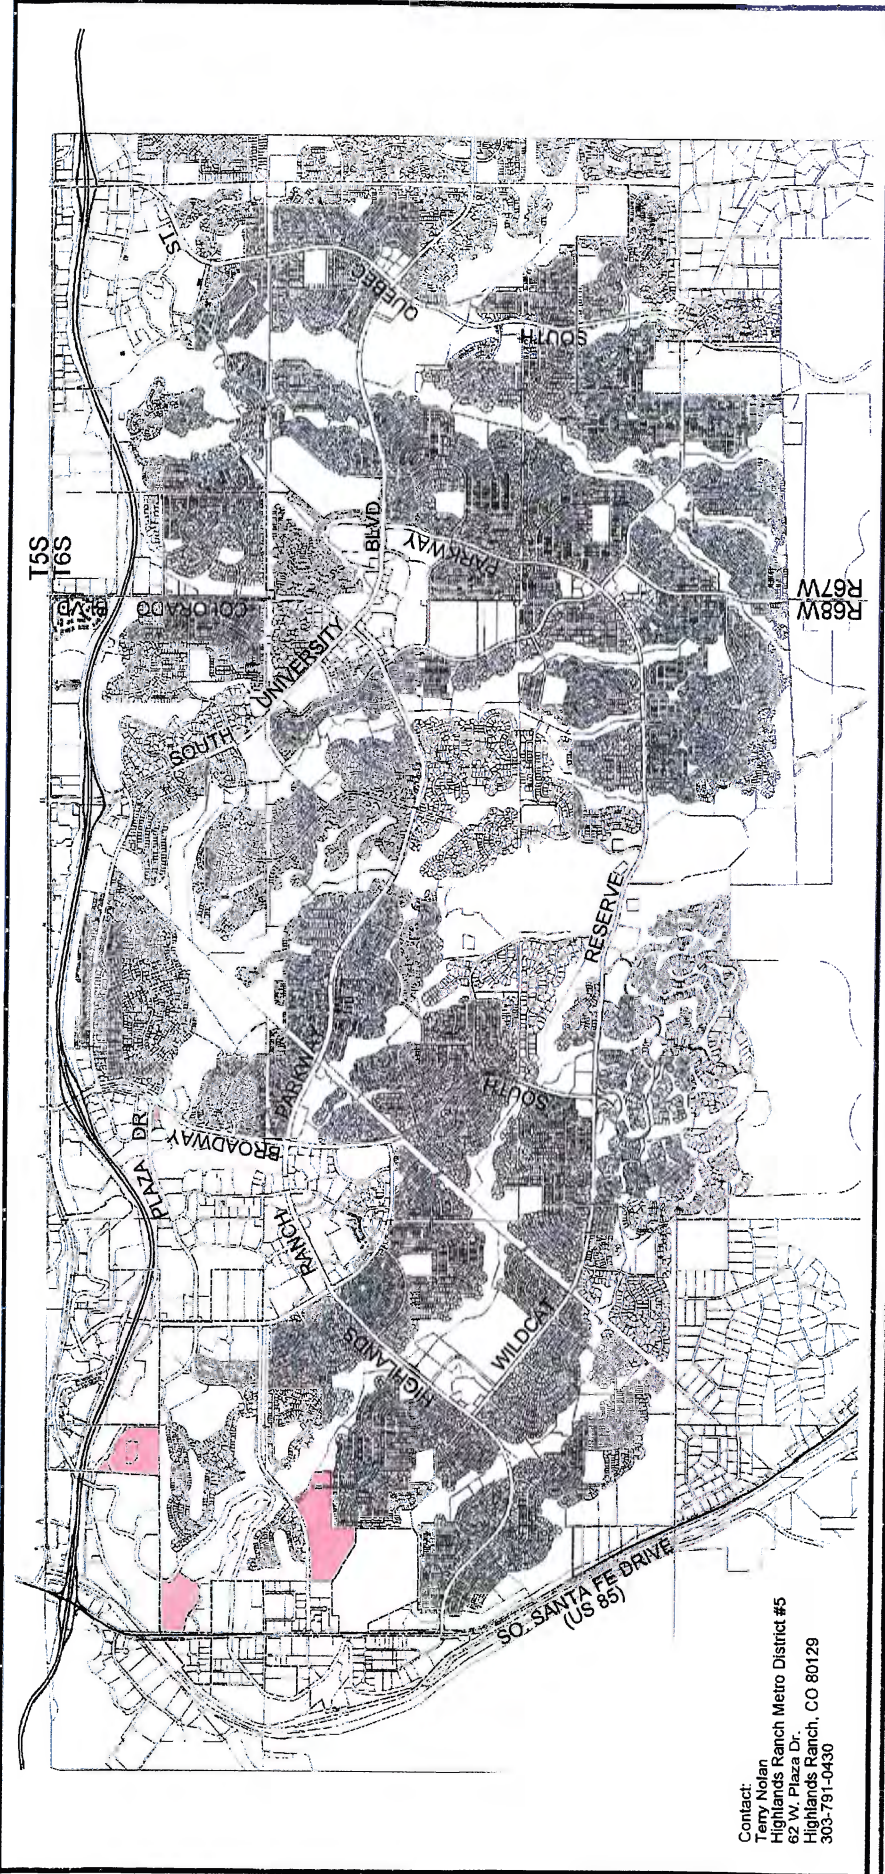 T5S
T6S
ST
QUEBEC
SOUTH
BLVD
PARKWAY
COLORADO
BLVD
R67W
R68W
SOUTH
UNIVERSITY
RESERVE
PARKWAY
SOUTH
PLAZA DR
BROADWAY
RANCH
HIGHLANDS
WILDCAT
SO. SANTA FE DRIVE
(US 85)
Contact:
Terry Nolan
Highlands Ranch Metro District #5
62 W. Plaza Dr.
Highlands Ranch, CO 80129
303-791-0430